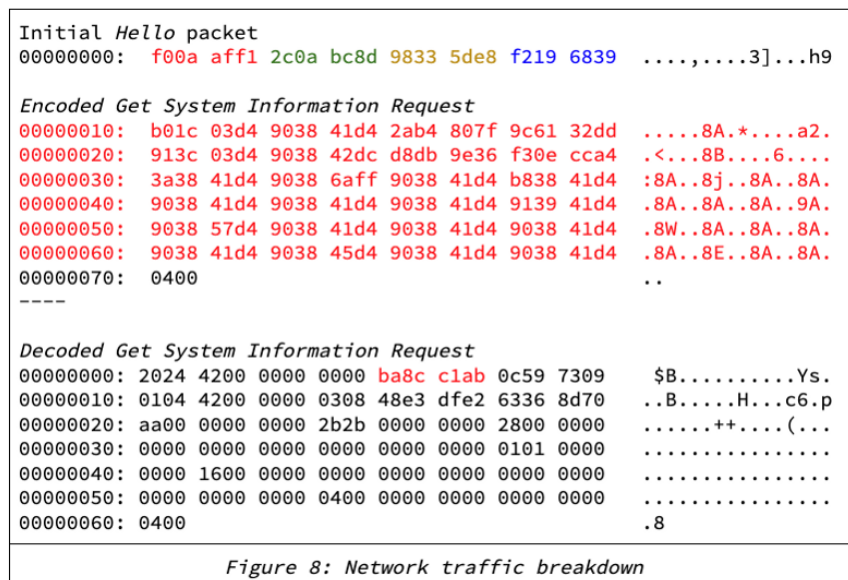 Initial Hello packet
00000000: f00a aff1 2c0a bc8d 9833 5de8 f219 6839 ....,....3]...h9
Encoded Get System Information Request
00000010: b01c 03d4 9038 41d4 2ab4 807f 9c61 32dd .....8A.*....a2.
00000020: 913c 03d4 9038 42dc d8db 9e36 f30e cca4 .<...8B....6....
00000030: 3a38 41d4 9038 6aff 9038 41d4 b838 41d4 :8A..8j..8A..8A.
00000040: 9038 41d4 9038 41d4 9038 41d4 9139 41d4 .8A..8A..8A..9A.
00000050: 9038 57d4 9038 41d4 9038 41d4 9038 41d4 .8W..8A..8A..8A.
00000060: 9038 41d4 9038 45d4 9038 41d4 9038 41d4 .8A..8E..8A..8A.
00000070: 0400 ..
----
Decoded Get System Information Request
00000000: 2024 4200 0000 0000 ba8c c1ab 0c59 7309 $B..........Ys.
00000010: 0104 4200 0000 0308 48e3 dfe2 6336 8d70 ..B.....H...c6.p
00000020: aa00 0000 0000 2b2b 0000 0000 2800 0000 ......++....(...
00000030: 0000 0000 0000 0000 0000 0000 0101 0000 ................
00000040: 0000 1600 0000 0000 0000 0000 0000 0000 ................
00000050: 0000 0000 0000 0400 0000 0000 0000 0000 ................
00000060: 0400 .8
Figure 8: Network traffic breakdown